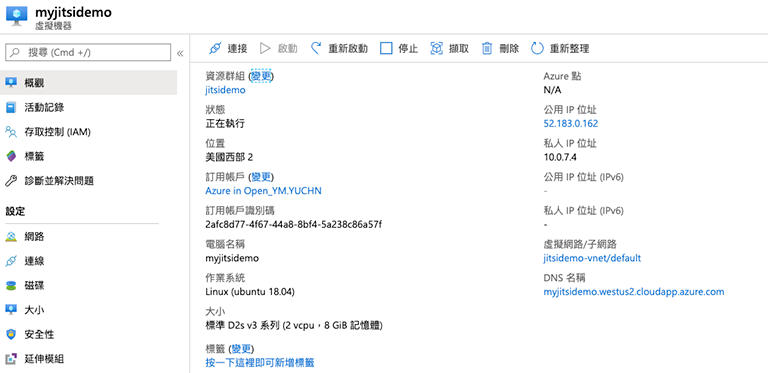 myjitsidemo
虛擬機器
搜尋 (Cmd +/)
«
連接
啟動
重新啟動
停止
擷取
刪除
重新整理
概觀
活動記錄
存取控制 (IAM)
標籤
診斷並解決問題
設定
網路
連線
磁碟
大小
安全性
延伸模組
資源群組 (變更)
jitsidemo
狀態
正在執行
位置
美國西部 2
訂用帳戶 (變更)
Azure in Open_YM.YUCHN
訂用帳戶識別碼
2afc8d77-4f67-44a8-8bf4-5a238c86a57f
電腦名稱
myjitsidemo
作業系統
Linux (ubuntu 18.04)
大小
標準 D2s v3 系列 (2 vcpu，8 GiB 記憶體)
標籤 (變更)
按一下這裡即可新增標籤
Azure 點
N/A
公用 IP 位址
52.183.0.162
私人 IP 位址
10.0.7.4
公用 IP 位址 (IPv6)
-
私人 IP 位址 (IPv6)
-
虛擬網路/子網路
jitsidemo-vnet/default
DNS 名稱
myjitsidemo.westus2.cloudapp.azure.com